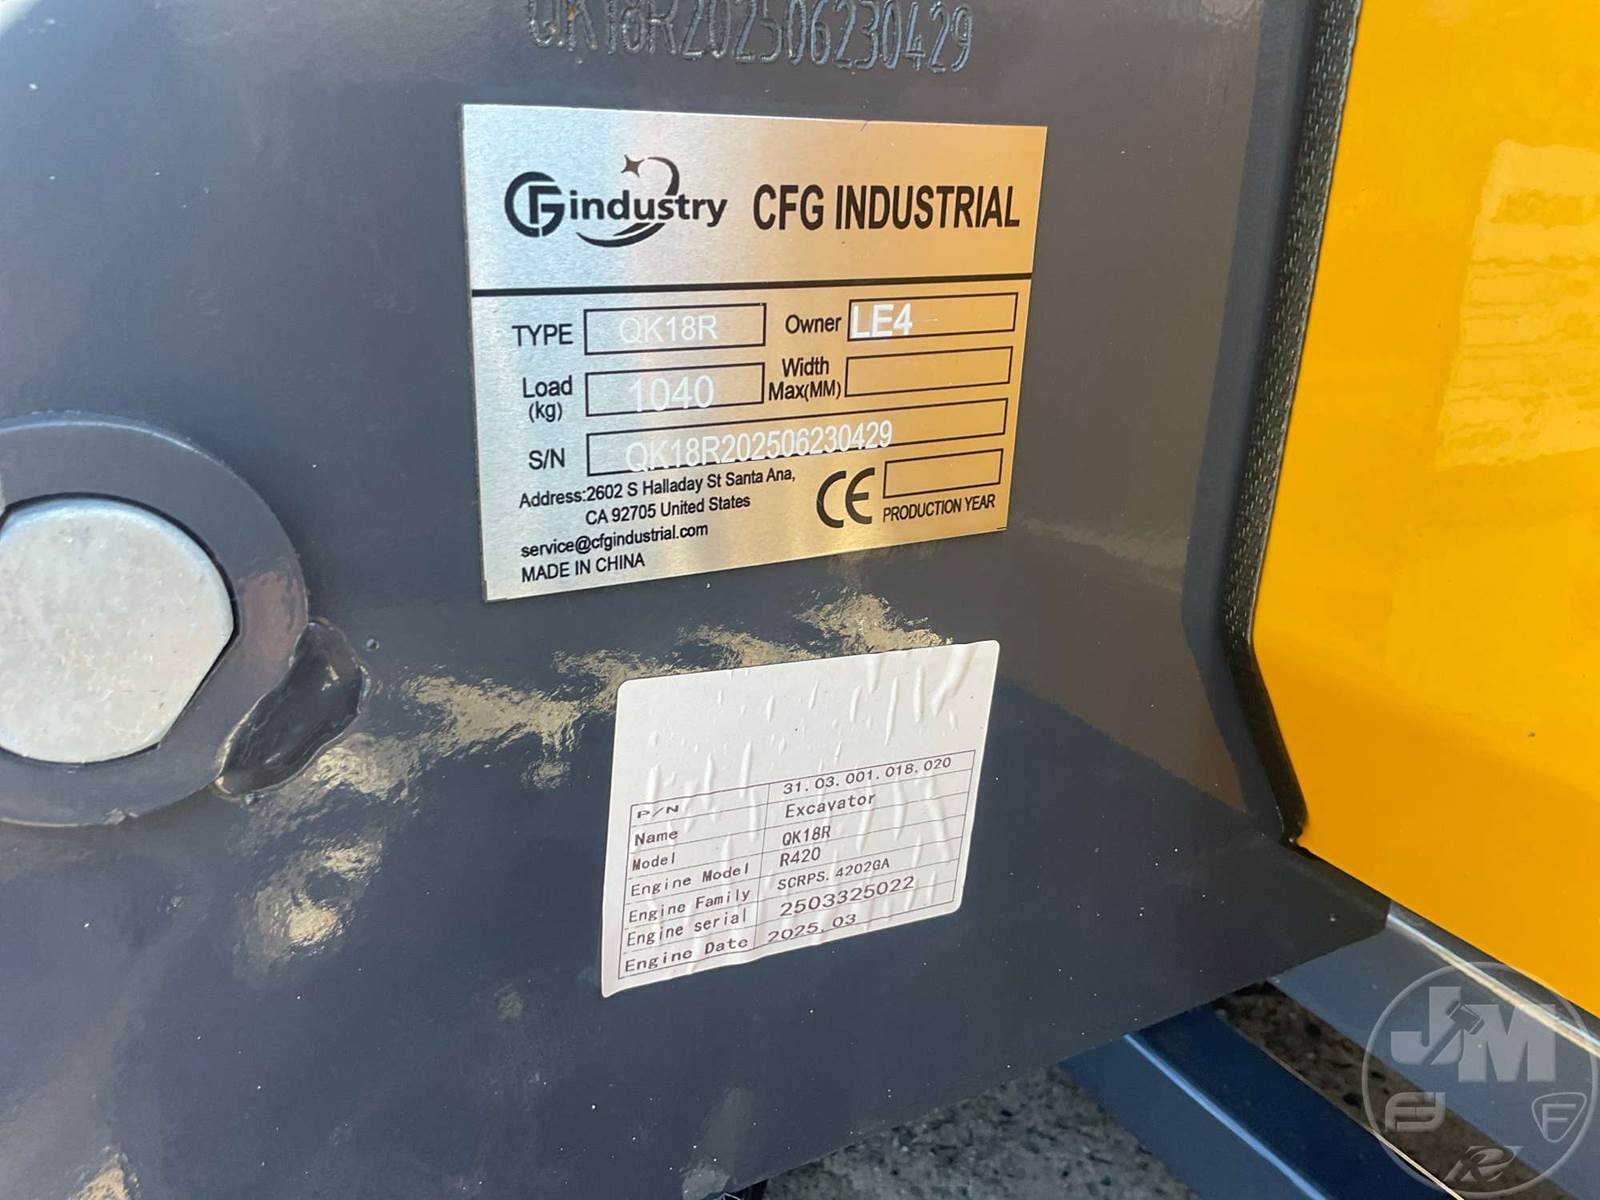 QK18R202506230429
CFindustry CFG INDUSTRIAL
TYPE QK18R Owner LE4
Load (kg) 1040 Width Max(MM)
S/N QK18R202506230429
Address:2602 S Halladay St Santa Ana,
CA 92705 United States
service@cfgindustrial.com
MADE IN CHINA
CE PRODUCTION YEAR
P/N 31.03.001.018.020
Name Excavator
Model QK18R
Engine Model R420
Engine Family SCRPS.4202GA
Engine serial 2503325022
Engine Date 2025.03
JM